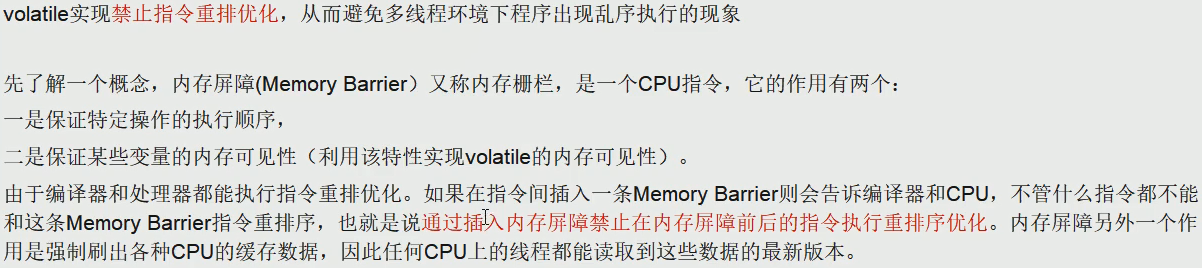 volatile实现禁止指令重排优化，从而避免多线程环境下程序出现乱序执行的现象
先了解一个概念，内存屏障(Memory Barrier）又称内存栅栏，是一个CPU指令，它的作用有两个：
一是保证特定操作的执行顺序，
二是保证某些变量的内存可见性（利用该特性实现volatile的内存可见性）。
由于编译器和处理器都能执行指令重排优化。如果在指令间插入一条Memory Barrier则会告诉编译器和CPU，不管什么指令都不能
和这条Memory Barrier指令重排序，也就是说通过插入内存屏障禁止在内存屏障前后的指令执行重排序优化。内存屏障另外一个作
用是强制刷出各种CPU的缓存数据，因此任何CPU上的线程都能读取到这些数据的最新版本。